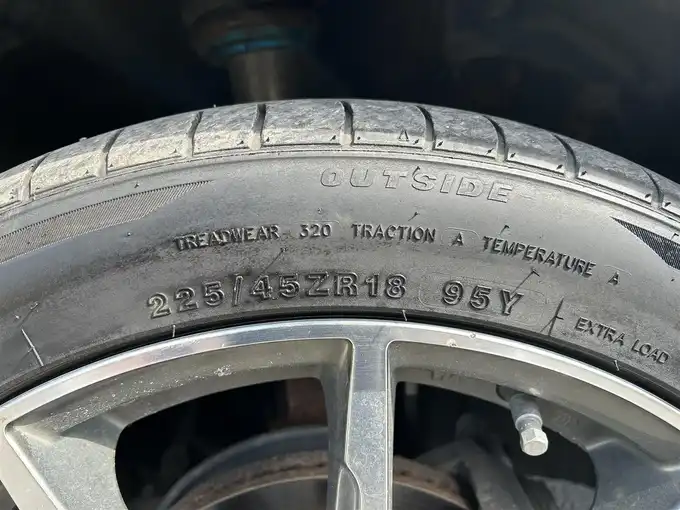 OUTSIDE
TREADWEAR 320 TRACTION A TEMPERATURE A
225/45ZR18 95Y EXTRA LOAD